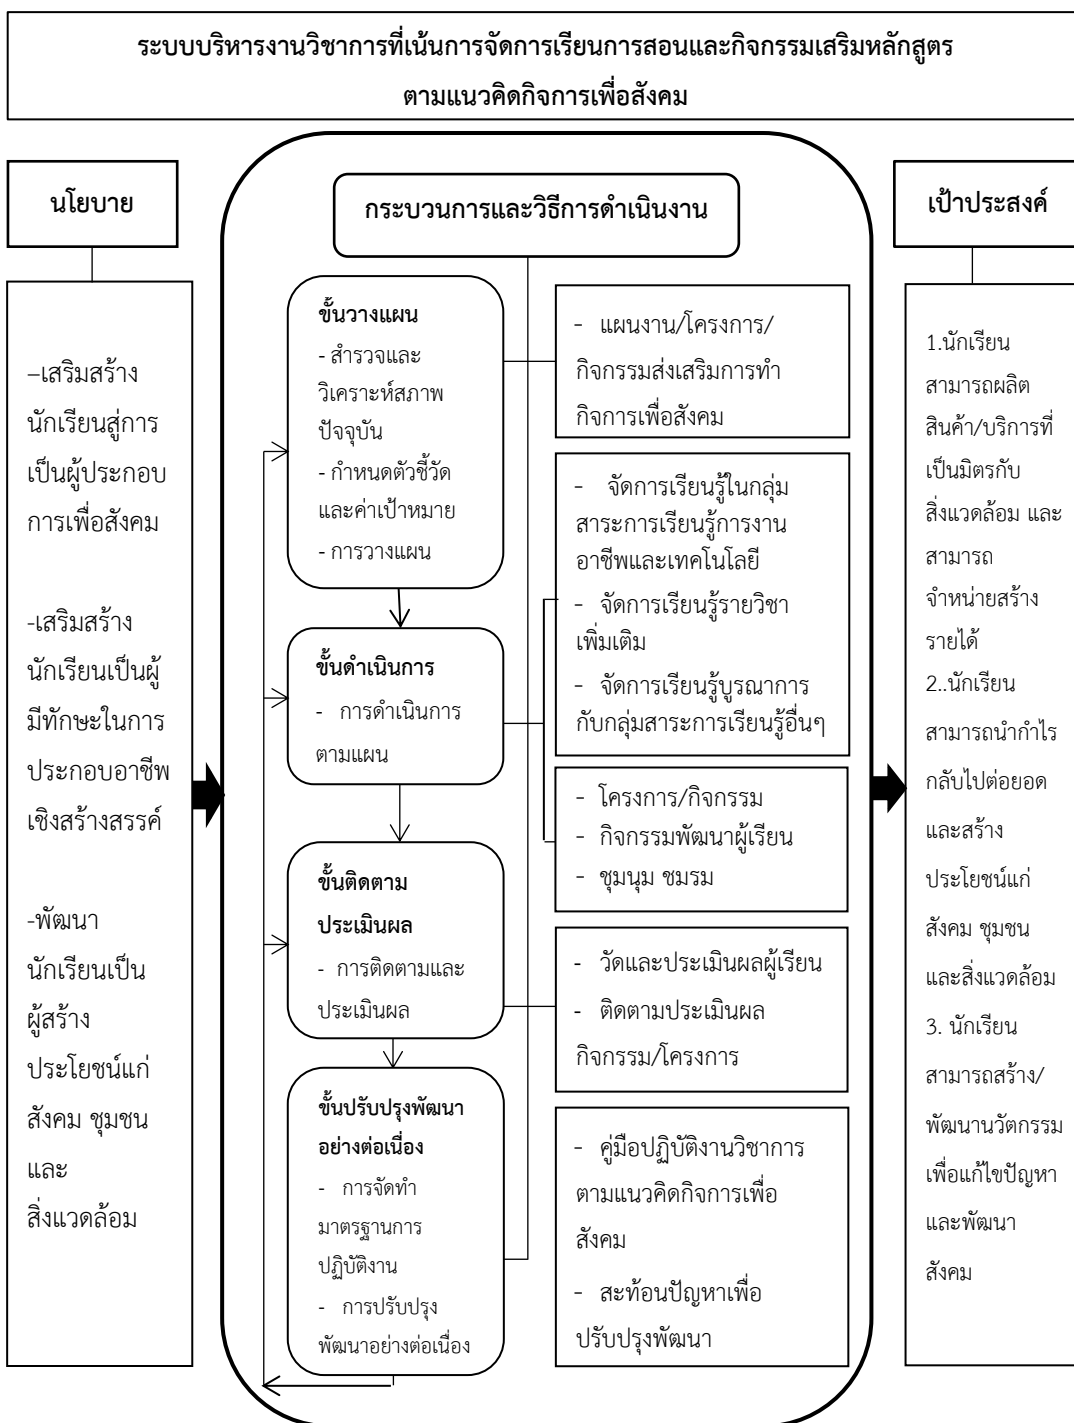 ระบบบริหารงานวิชาการที่เน้นการจัดการเรียนการสอนและกิจกรรมเสริมหลักสูตร
ตามแนวคิดกิจการเพื่อสังคม
นโยบาย
–เสริมสร้าง
นักเรียนสู่การ
เป็นผู้ประกอบ
การเพื่อสังคม
-เสริมสร้าง
นักเรียนเป็นผู้
มีทักษะในการ
ประกอบอาชีพ
เชิงสร้างสรรค์
-พัฒนา
นักเรียนเป็น
ผู้สร้าง
ประโยชน์แก่
สังคม ชุมชน
และ
สิ่งแวดล้อม
กระบวนการและวิธีการดำเนินงาน
ขั้นวางแผน
- สำรวจและ
วิเคราะห์สภาพ
ปัจจุบัน
- กำหนดตัวชี้วัด
และค่าเป้าหมาย
- การวางแผน
- แผนงาน/โครงการ/
กิจกรรมส่งเสริมการทำ
กิจการเพื่อสังคม
ขั้นดำเนินการ
- การดำเนินการ
ตามแผน
- จัดการเรียนรู้ในกลุ่ม
สาระการเรียนรู้การงาน
อาชีพและเทคโนโลยี
- จัดการเรียนรู้รายวิชา
เพิ่มเติม
- จัดการเรียนรู้บูรณาการ
กับกลุ่มสาระการเรียนรู้อื่นๆ
- โครงการ/กิจกรรม
- กิจกรรมพัฒนาผู้เรียน
- ชุมนุม ชมรม
ขั้นติดตาม
ประเมินผล
- การติดตามและ
ประเมินผล
- วัดและประเมินผลผู้เรียน
- ติดตามประเมินผล
กิจกรรม/โครงการ
ขั้นปรับปรุงพัฒนา
อย่างต่อเนื่อง
- การจัดทำ
มาตรฐานการ
ปฏิบัติงาน
- การปรับปรุง
พัฒนาอย่างต่อเนื่อง
- คู่มือปฏิบัติงานวิชาการ
ตามแนวคิดกิจการเพื่อ
สังคม
- สะท้อนปัญหาเพื่อ
ปรับปรุงพัฒนา
เป้าประสงค์
1.นักเรียน
สามารถผลิต
สินค้า/บริการที่
เป็นมิตรกับ
สิ่งแวดล้อม และ
สามารถ
จำหน่ายสร้าง
รายได้
2..นักเรียน
สามารถนำกำไร
กลับไปต่อยอด
และสร้าง
ประโยชน์แก่
สังคม ชุมชน
และสิ่งแวดล้อม
3. นักเรียน
สามารถสร้าง/
พัฒนานวัตกรรม
เพื่อแก้ไขปัญหา
และพัฒนา
สังคม